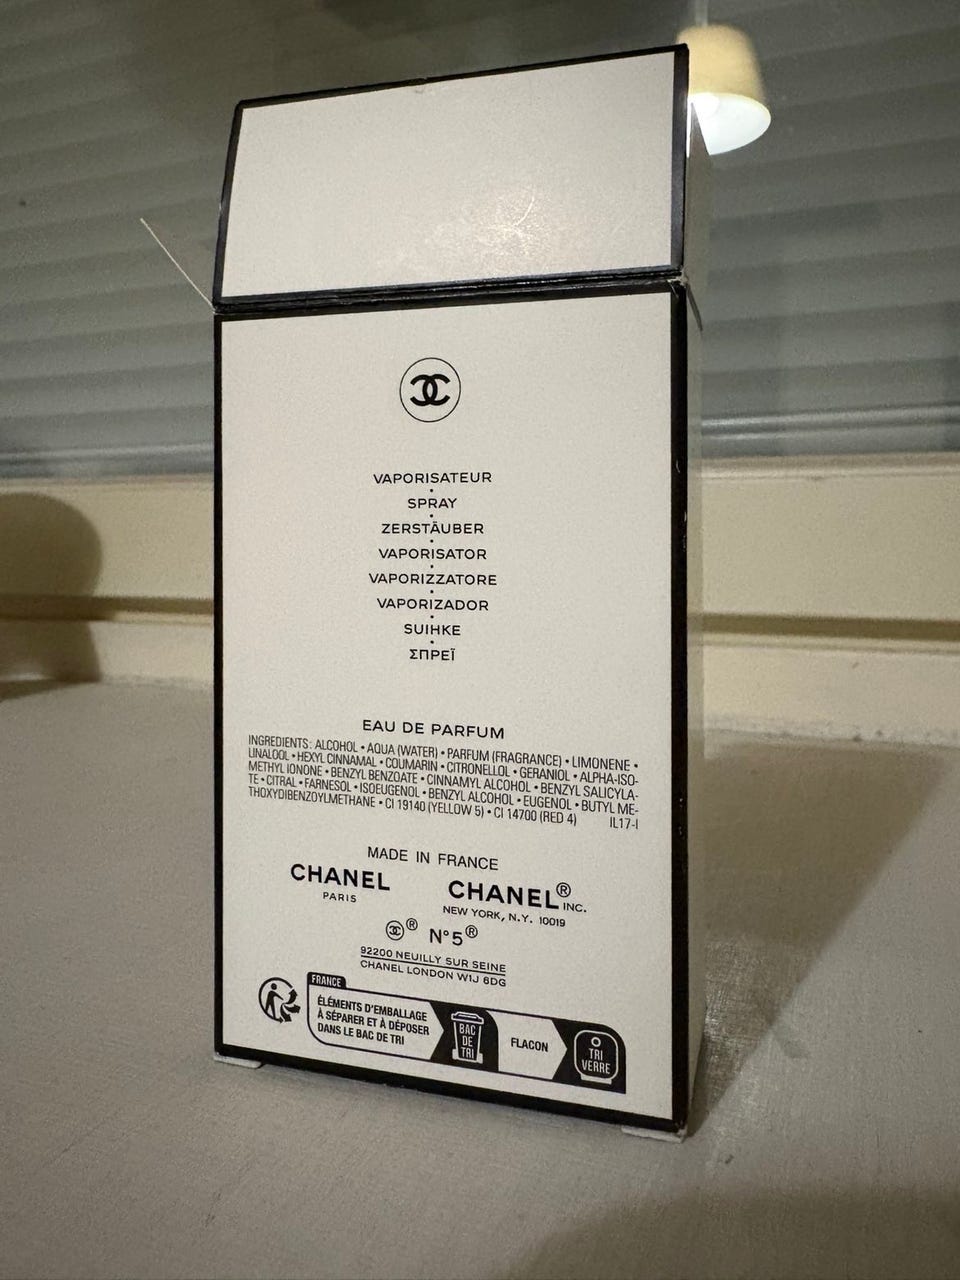 VAPORISATEUR
SPRAY
ZERSTÄUBER
VAPORISATOR
VAPORIZZATORE
VAPORIZADOR
SUIHKE
ΣΠΡΕΪ
EAU DE PARFUM
INGREDIENTS: ALCOHOL • AQUA (WATER) • PARFUM (FRAGRANCE) • LIMONENE •
LINALOOL • HEXYL CINNAMAL • COUMARIN • CITRONELLOL • GERANIOL • ALPHA-ISO-
METHYL IONONE • BENZYL BENZOATE • CINNAMYL ALCOHOL • BENZYL SALICYLA-
TE • CITRAL • FARNESOL • ISOEUGENOL • BENZYL ALCOHOL • EUGENOL • BUTYL ME-
THOXYDIBENZOYLMETHANE • CI 19140 (YELLOW 5) • CI 14700 (RED 4) IL17-I
MADE IN FRANCE
CHANEL CHANEL® INC.
PARIS NEW YORK, N.Y. 10019
® N°5®
92200 NEUILLY SUR SEINE
CHANEL LONDON W1J 6DG
FRANCE
ÉLÉMENTS D'EMBALLAGE
À SÉPARER ET À DÉPOSER
DANS LE BAC DE TRI
BAC
DE
TRI
FLACON
TRI
VERRE